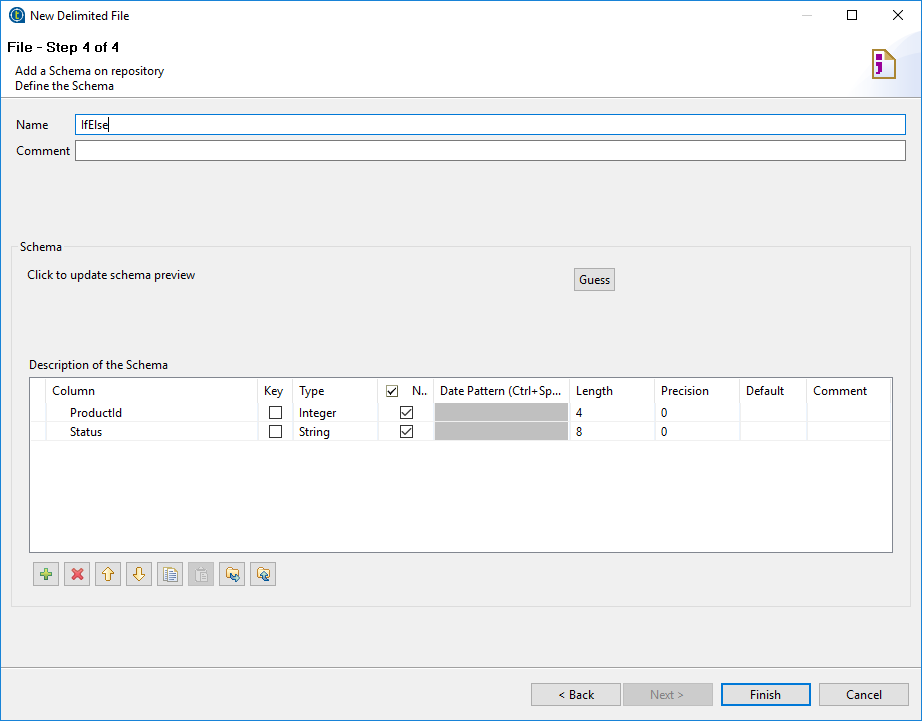 New Delimited File
File - Step 4 of 4
Add a Schema on repository
Define the Schema
Name IfElse
Comment
Schema
Click to update schema preview Guess
Description of the Schema
Column Key Type N.. Date Pattern (Ctrl+Sp... Length Precision Default Comment
ProductId Integer 4 0
Status String 8 0
< Back Next > Finish Cancel